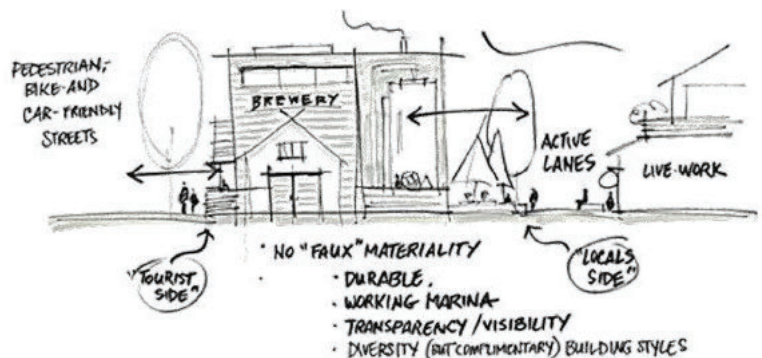 PEDESTRIAN,-
BIKE-AND
CAR-FRIENDLY
STREETS
BREWERY
ACTIVE
LANES
LIVE-WORK
"TOURIST
SIDE"
"LOCALS
SIDE"
· NO "FAUX" MATERIALITY
· DURABLE.
· WORKING MARINA
· TRANSPARENCY/VISIBILITY
· DIVERSITY (BUT COMPLIMENTARY) BUILDING STYLES